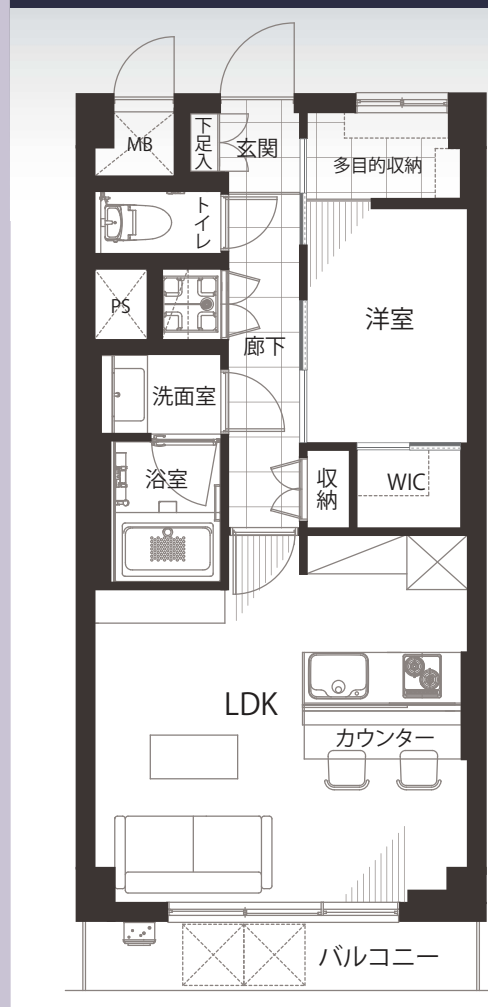 MB
下足入
玄関
多目的収納
トイレ
PS
洋室
廊下
洗面室
浴室
収納
WIC
LDK
カウンター
バルコニー